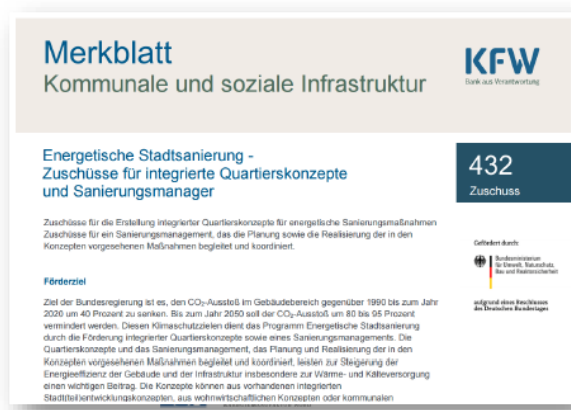 Merkblatt
Kommunale und soziale Infrastruktur
KFW
Bank aus Verantwortung
Energetische Stadtsanierung -
Zuschüsse für integrierte Quartierskonzepte
und Sanierungsmanager
432
Zuschuss
Zuschüsse für die Erstellung integrierter Quartierskonzepte für energetische Sanierungsmaßnahmen
Zuschüsse für ein Sanierungsmanagement, das die Planung sowie die Realisierung der in den
Konzepten vorgesehenen Maßnahmen begleitet und koordiniert.
Gefördert durch:
Bundesministerium
für Umwelt, Naturschutz,
Bau und Reaktorsicherheit
aufgrund eines Beschlusses
des Deutschen Bundestages
Förderziel
Ziel der Bundesregierung ist es, den CO₂-Ausstoß im Gebäudebereich gegenüber 1990 bis zum Jahr
2020 um 40 Prozent zu senken. Bis zum Jahr 2050 soll der CO₂-Ausstoß um 80 bis 95 Prozent
vermindert werden. Diesen Klimaschutzzielen dient das Programm Energetische Stadtsanierung
durch die Förderung integrierter Quartierskonzepte sowie eines Sanierungsmanagements. Die
Quartierskonzepte und das Sanierungsmanagement, das Planung und Realisierung der in den
Konzepten vorgesehenen Maßnahmen begleitet und koordiniert, leisten zur Steigerung der
Energieeffizienz der Gebäude und der Infrastruktur insbesondere zur Wärme- und Kälteversorgung
einen wichtigen Beitrag. Die Konzepte können aus vorhandenen integrierten
Stadt(teil)entwicklungskonzepten, aus wohnwirtschaftlichen Konzepten oder kommunalen